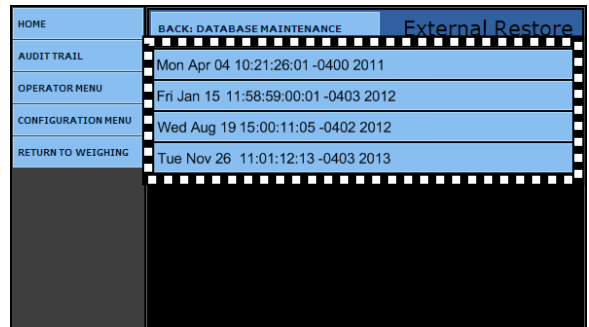 HOME
BACK: DATABASE MAINTENANCE
External Restore
AUDIT TRAIL
OPERATOR MENU
CONFIGURATION MENU
RETURN TO WEIGHING
Mon Apr 04 10:21:26:01 -0400 2011
Fri Jan 15 11:58:59:00:01 -0403 2012
Wed Aug 19 15:00:11:05 -0402 2012
Tue Nov 26 11:01:12:13 -0403 2013